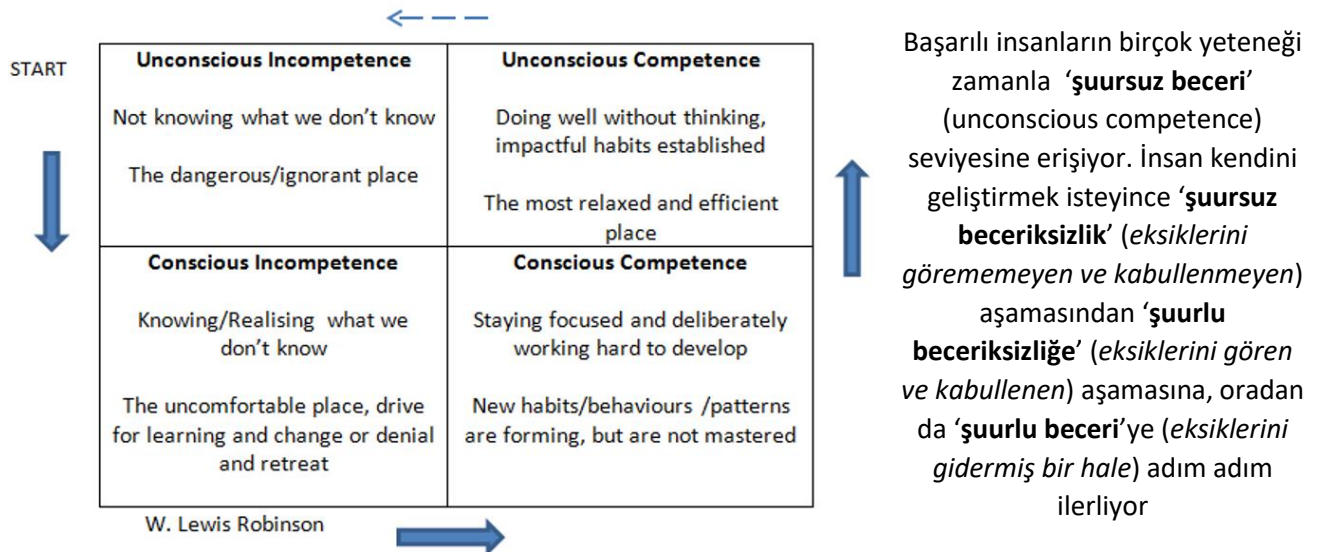 START
Unconscious Incompetence
Not knowing what we don't know
The dangerous/ignorant place
Unconscious Competence
Doing well without thinking,
impactful habits established
The most relaxed and efficient
place
Conscious Incompetence
Knowing/Realising what we
don't know
The uncomfortable place, drive
for learning and change or denial
and retreat
Conscious Competence
Staying focused and deliberately
working hard to develop
New habits/behaviours /patterns
are forming, but are not mastered
W. Lewis Robinson
Başarılı insanların birçok yeteneği
zamanla ‘şuursuz beceri’
(unconscious competence)
seviyesine erişiyor. İnsan kendini
geliştirmek isteyince ‘şuursuz
beceriksizlik’ (eksiklerini
görememeyen ve kabullenmeyen)
aşamasından ‘şuurlu
beceriksizliğe’ (eksiklerini gören
ve kabullenen) aşamasına, oradan
da ‘şuurlu beceri’ye (eksiklerini
gidermiş bir hale) adım adım
ilerliyor